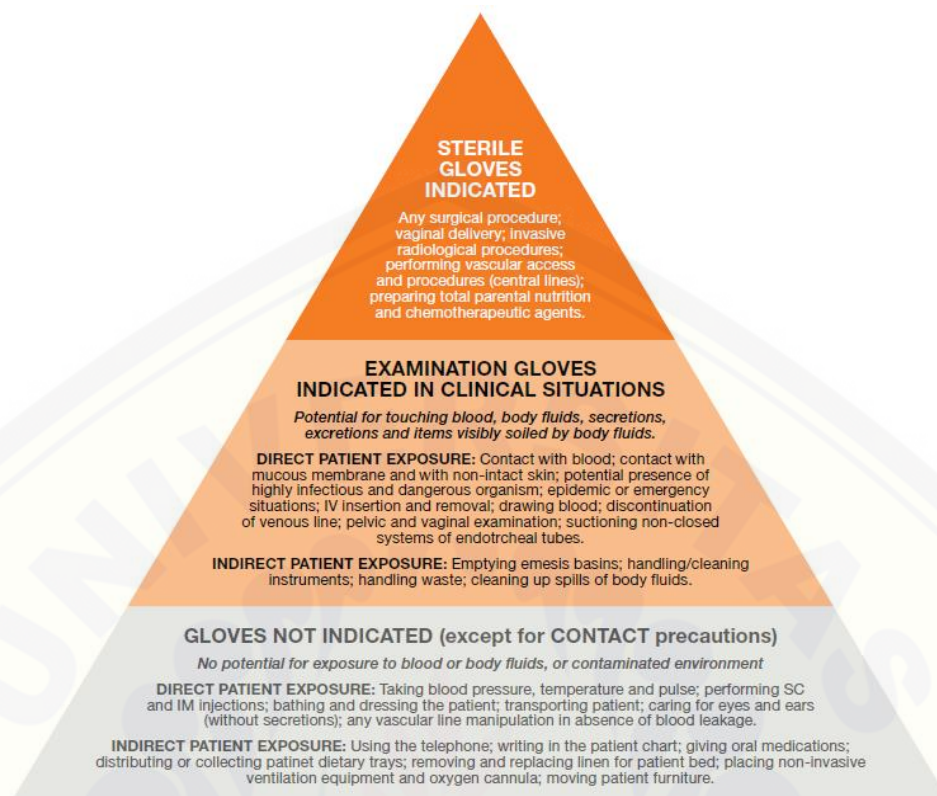 STERILE
GLOVES
INDICATED
Any surgical procedure;
vaginal delivery; invasive
radiological procedures;
performing vascular access
and procedures (central lines);
preparing total parental nutrition
and chemotherapeutic agents.
EXAMINATION GLOVES
INDICATED IN CLINICAL SITUATIONS
Potential for touching blood, body fluids, secretions,
excretions and items visibly soiled by body fluids.
DIRECT PATIENT EXPOSURE: Contact with blood; contact with
mucous membrane and with non-intact skin; potential presence of
highly infectious and dangerous organism; epidemic or emergency
situations; IV insertion and removal; drawing blood; discontinuation
of venous line; pelvic and vaginal examination; suctioning non-closed
systems of endotrcheal tubes.
INDIRECT PATIENT EXPOSURE: Emptying emesis basins; handling/cleaning
instruments; handling waste; cleaning up spills of body fluids.
GLOVES NOT INDICATED (except for CONTACT precautions)
No potential for exposure to blood or body fluids, or contaminated environment
DIRECT PATIENT EXPOSURE: Taking blood pressure, temperature and pulse; performing SC
and IM injections; bathing and dressing the patient; transporting patient; caring for eyes and ears
(without secretions); any vascular line manipulation in absence of blood leakage.
INDIRECT PATIENT EXPOSURE: Using the telephone; writing in the patient chart; giving oral medications;
distributing or collecting patinet dietary trays; removing and replacing linen for patient bed; placing non-invasive
ventilation equipment and oxygen cannula; moving patient furniture.